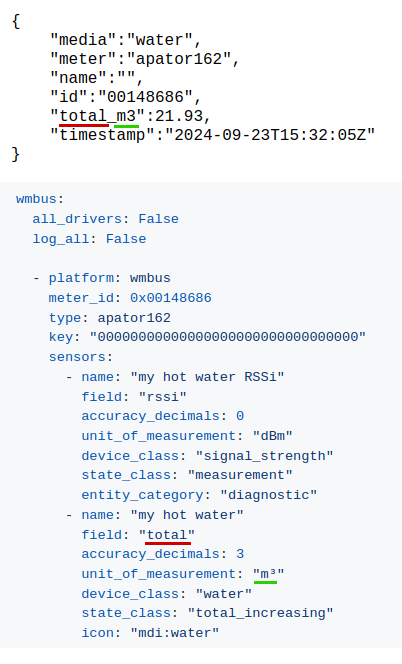 {
    "media":"water",
    "meter":"apator162",
    "name":"",
    "id":"00148686",
    "total_m3":21.93,
    "timestamp":"2024-09-23T15:32:05Z"
}
wmbus:
  all_drivers: False
  log_all: False
  - platform: wmbus
    meter_id: 0x00148686
    type: apator162
    key: "00000000000000000000000000000000"
    sensors:
      - name: "my hot water RSSi"
        field: "rssi"
        accuracy_decimals: 0
        unit_of_measurement: "dBm"
        device_class: "signal_strength"
        state_class: "measurement"
        entity_category: "diagnostic"
      - name: "my hot water"
        field: "total"
        accuracy_decimals: 3
        unit_of_measurement: "m³"
        device_class: "water"
        state_class: "total_increasing"
        icon: "mdi:water"